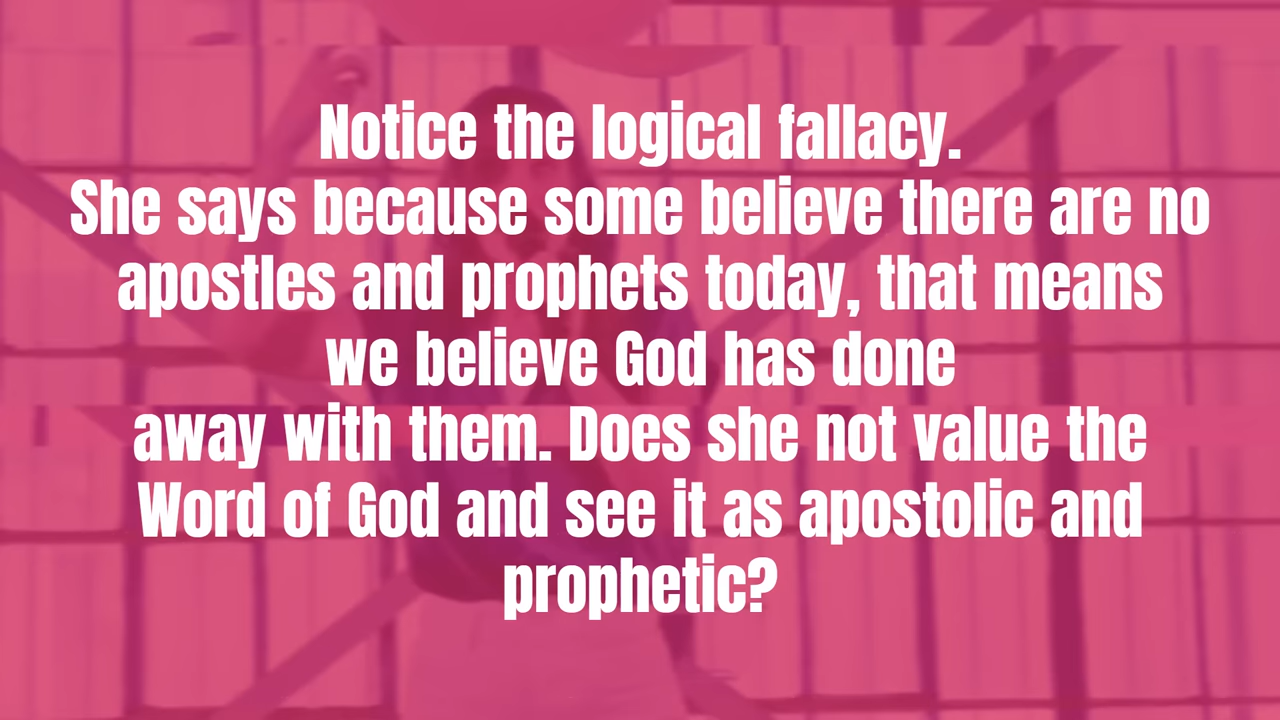 Notice the logical fallacy.
She says because some believe there are no
apostles and prophets today, that means
we believe God has done
away with them. Does she not value the
Word of God and see it as apostolic and
prophetic?